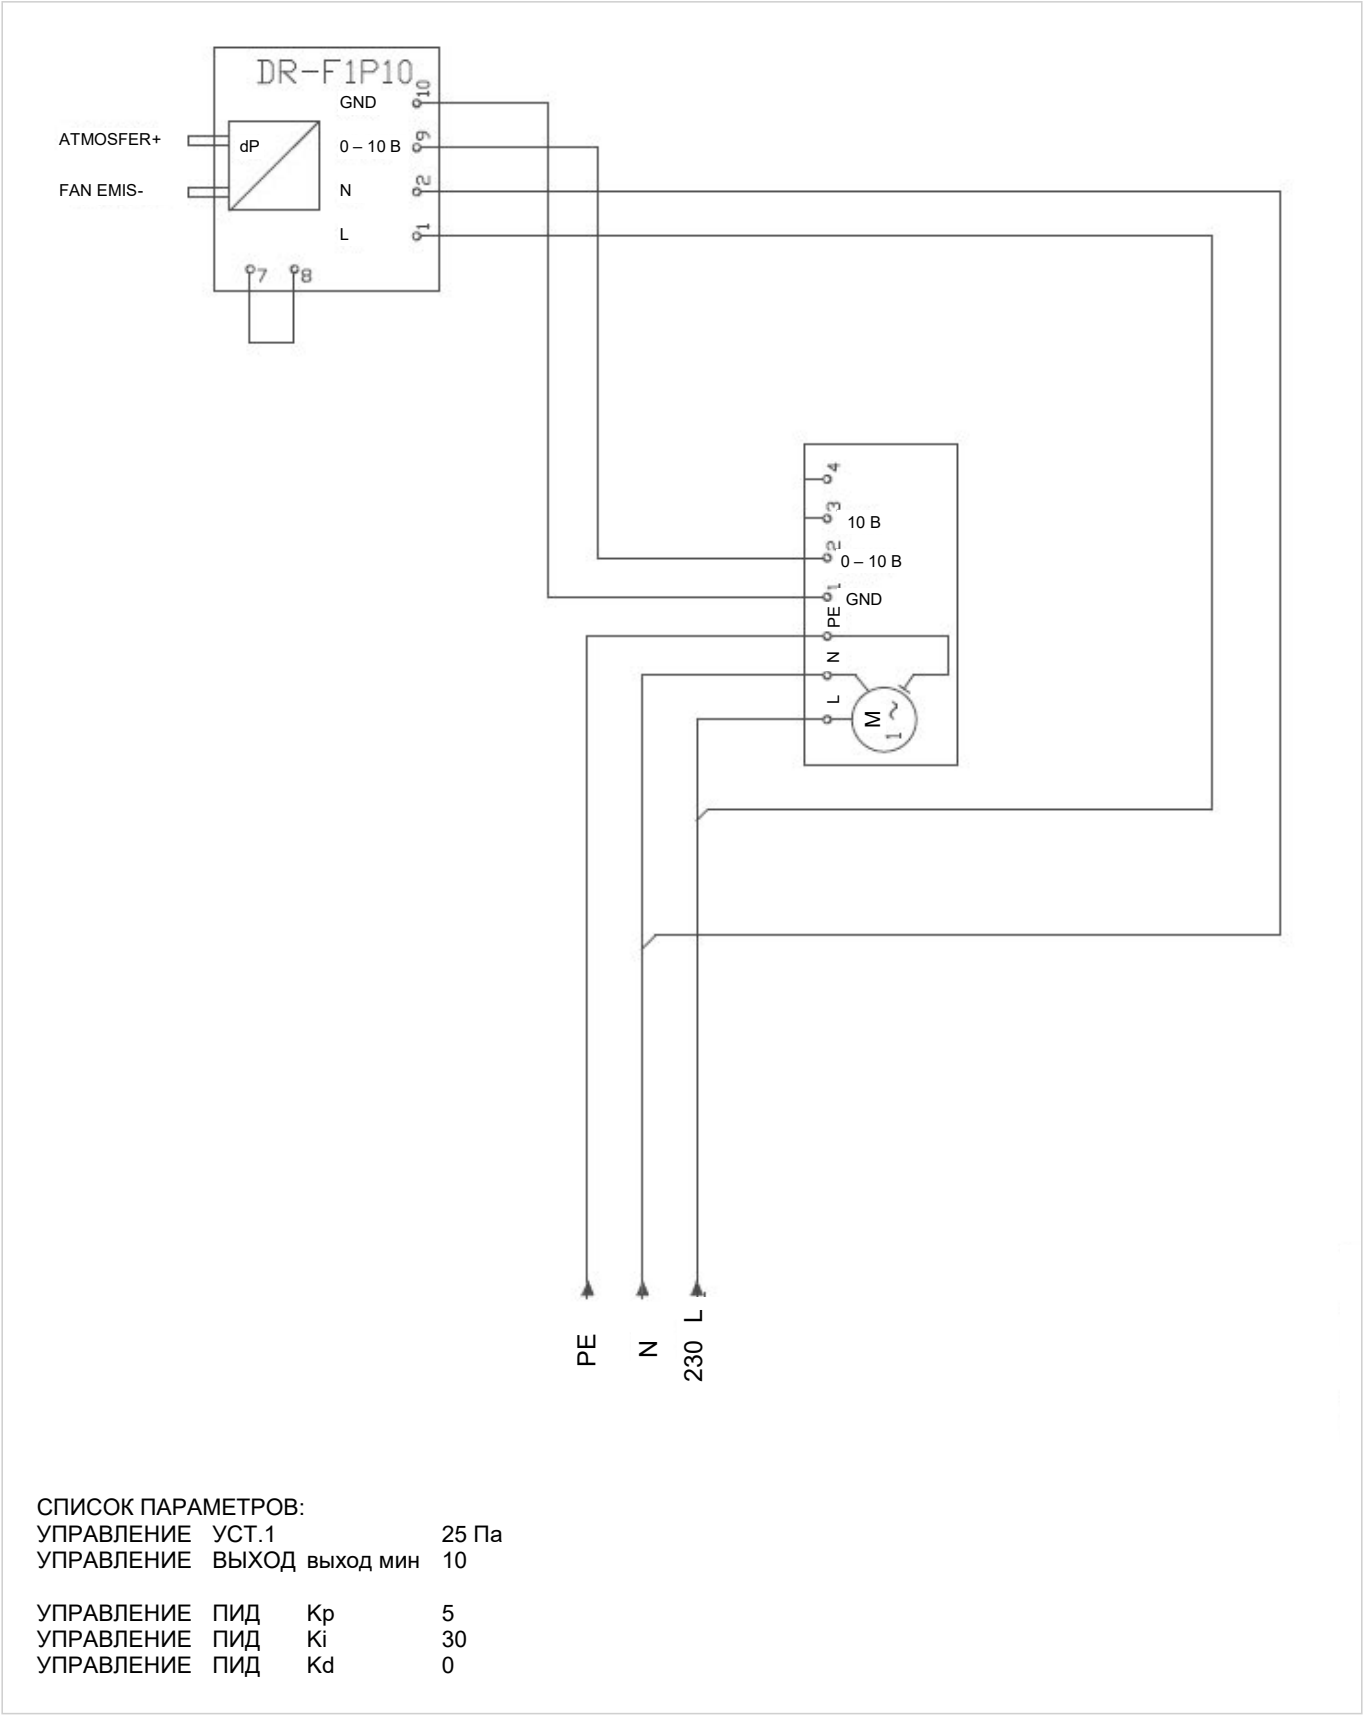 DR-F1P10
GND 10
ATMOSFER+ dP 0 – 10 В 9
FAN EMIS- N 2
L 1
7 8
4
3 10 В
2 0 – 10 В
1 GND
PE
N
L
M 1 ~
PE N 230 L
СПИСОК ПАРАМЕТРОВ:
УПРАВЛЕНИЕ УСТ.1 25 Па
УПРАВЛЕНИЕ ВЫХОД выход мин 10
УПРАВЛЕНИЕ ПИД Kp 5
УПРАВЛЕНИЕ ПИД Ki 30
УПРАВЛЕНИЕ ПИД Kd 0